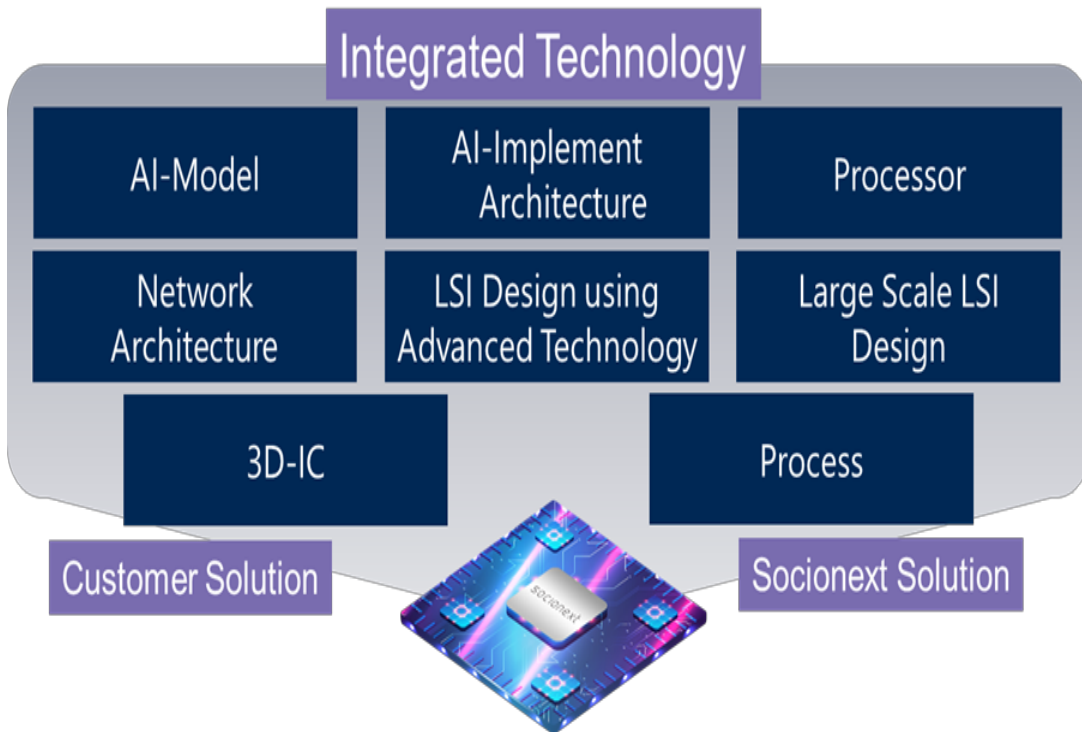 Integrated Technology
AI-Model
AI-Implement
Architecture
Processor
Network
Architecture
LSI Design using
Advanced Technology
Large Scale LSI
Design
3D-IC
Process
Customer Solution
Socionext Solution
socionext